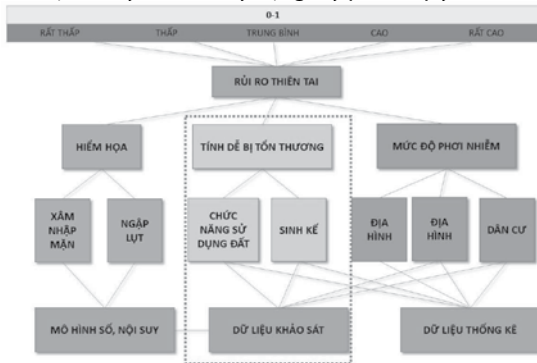 0-1
RẤT THẤP THẤP TRUNG BÌNH CAO RẤT CAO
RỦI RO THIÊN TAI
HIỂM HỌA TÍNH DỄ BỊ TỔN THƯƠNG MỨC ĐỘ PHƠI NHIỄM
XÂM
NHẬP
MẶN
NGẬP
LỤT
CHỨC
NĂNG SỬ
DỤNG ĐẤT
SINH KẾ
ĐỊA
HÌNH
ĐỊA
HÌNH
DÂN CƯ
MÔ HÌNH SỐ, NỘI SUY DỮ LIỆU KHẢO SÁT DỮ LIỆU THỐNG KÊ